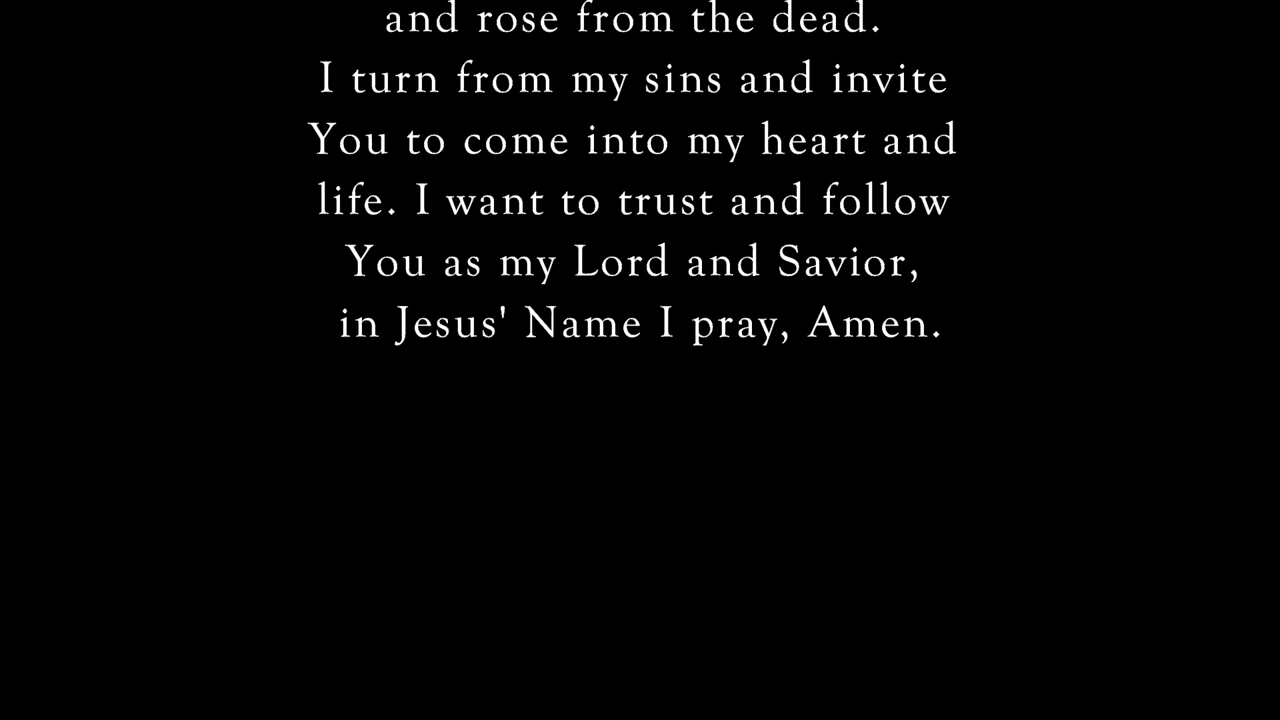 and rose from the dead.
I turn from my sins and invite
You to come into my heart and
life. I want to trust and follow
You as my Lord and Savior,
in Jesus' Name I pray, Amen.